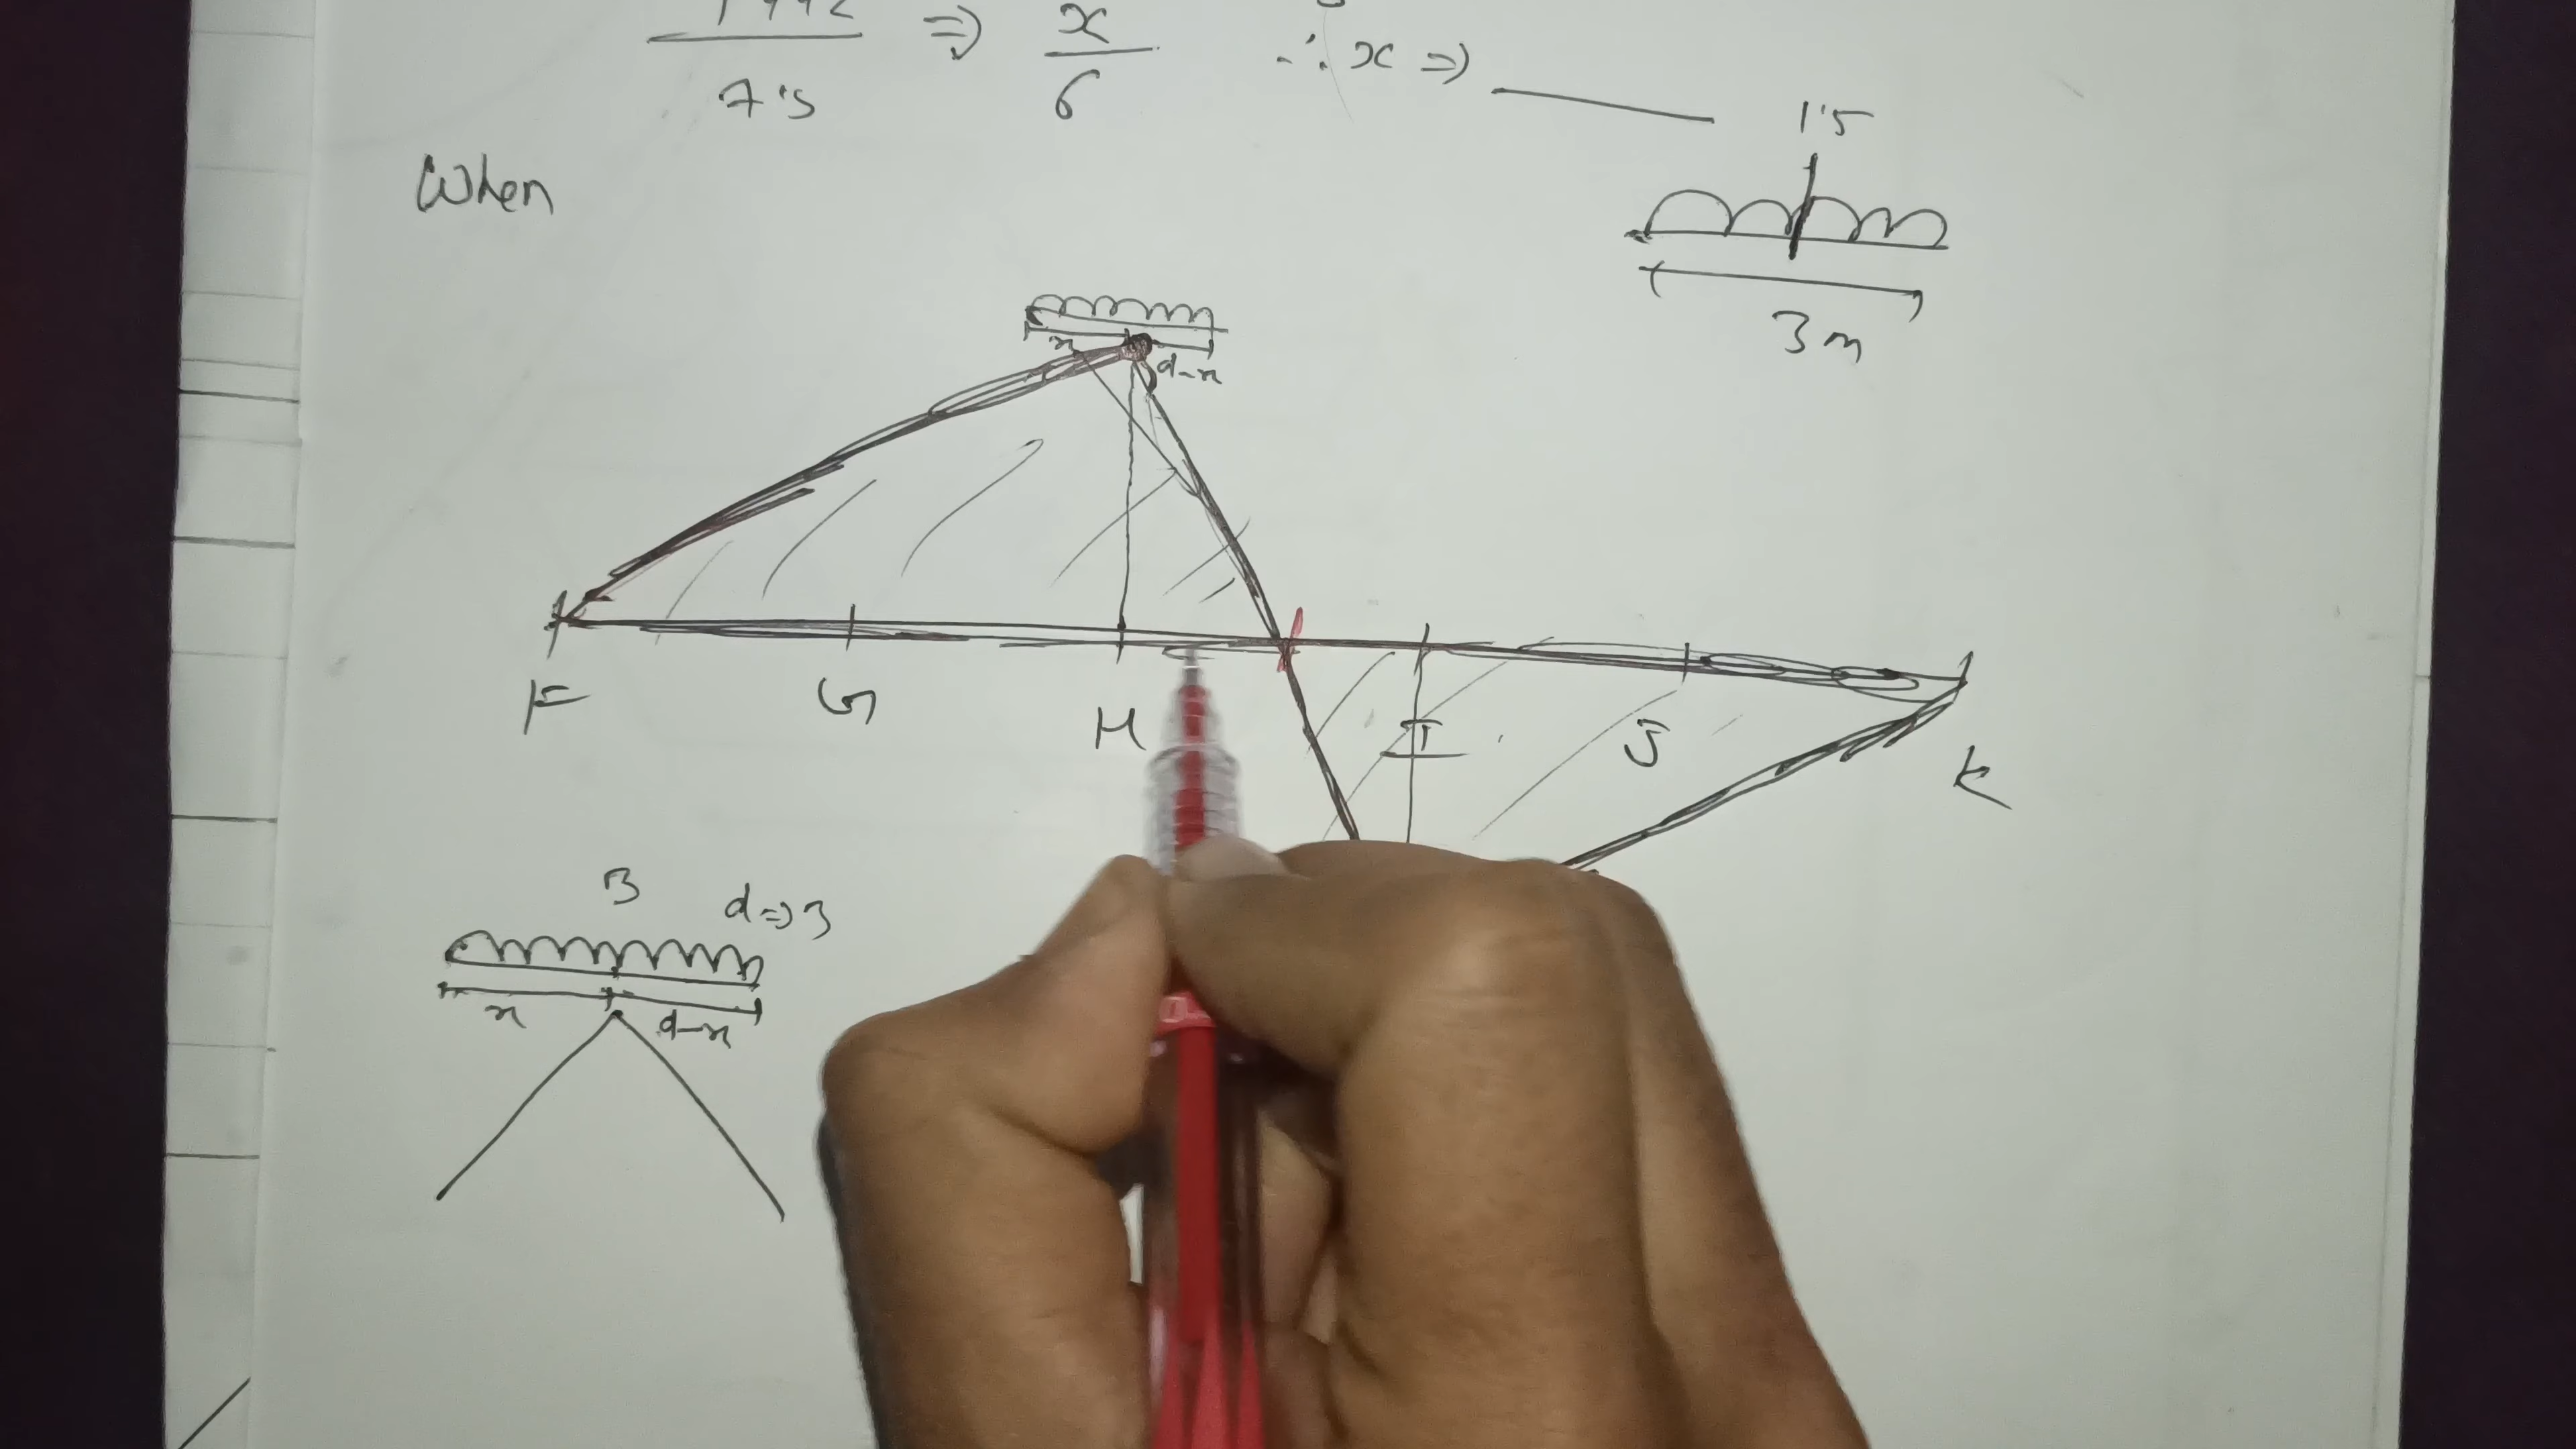 7.5 ⇒ x/6 ∴ x ⇒
1.5
When
3m
x
d-x
F G H I J K
3
d⇒3
x d-x